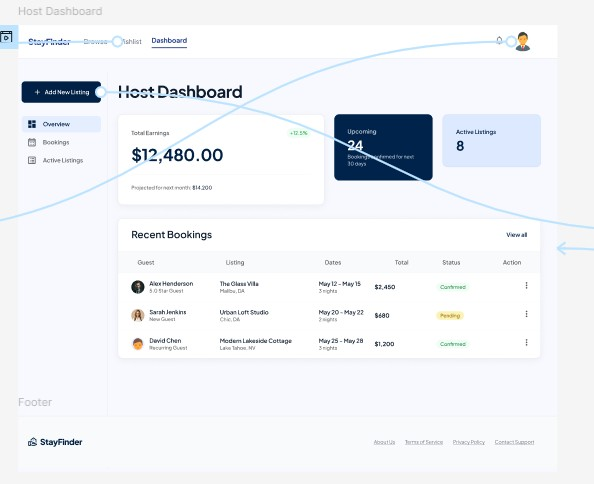 Host Dashboard
StayFinder Browse Wishlist Dashboard
+ Add New Listing
Overview
Bookings
Active Listings
Host Dashboard
Total Earnings +12.5%
$12,480.00
Projected for next month: $14,200
Upcoming
24
Bookings confirmed for next
30 days
Active Listings
8
Recent Bookings View all
Guest Listing Dates Total Status Action
Alex Henderson The Glass Villa May 12 - May 15 $2,450 Confirmed
5.0 Star Guest Malibu, CA 3 nights
Sarah Jenkins Urban Loft Studio May 20 - May 22 $680 Pending
New Guest 2 nights
David Chen Modern Lakeside Cottage May 25 - May 28 $1,200 Confirmed
Recurring Guest Lake Tahoe, NV 3 nights
Footer
StayFinder About Us Terms of Service Privacy Policy Contact Support